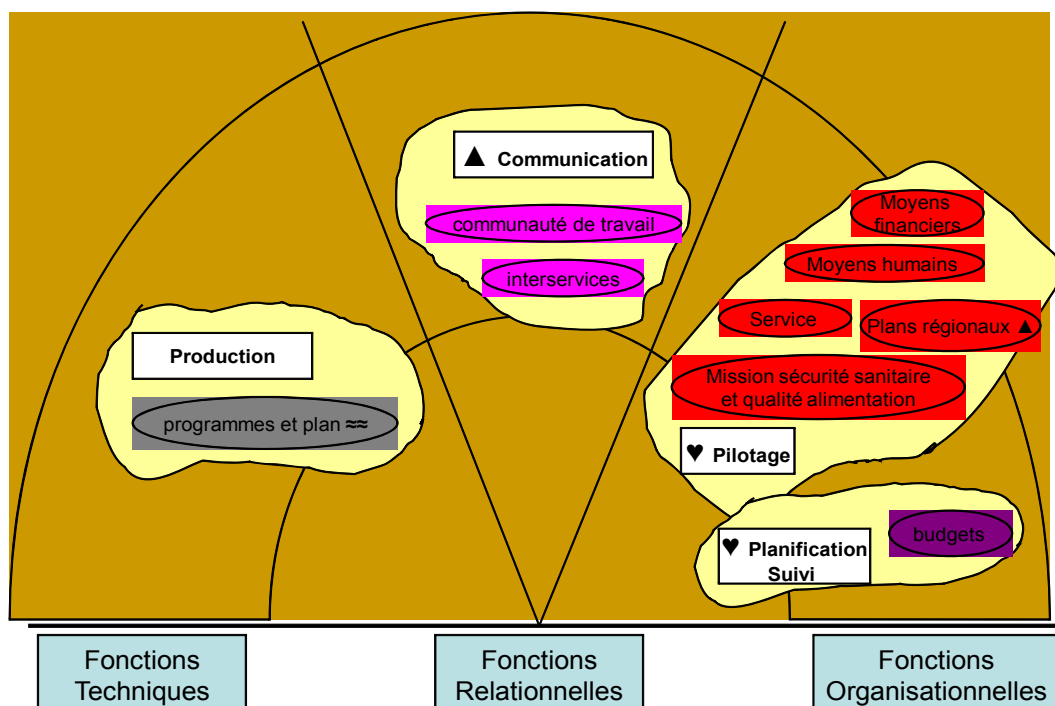 ▲ Communication
communauté de travail
interservices
Production
programmes et plan ≈≈
Moyens
financiers
Moyens humains
Service
Plans régionaux ▲
Mission sécurité sanitaire
et qualité alimentation
♥ Pilotage
♥ Planification
Suivi
budgets
Fonctions
Techniques
Fonctions
Relationnelles
Fonctions
Organisationnelles